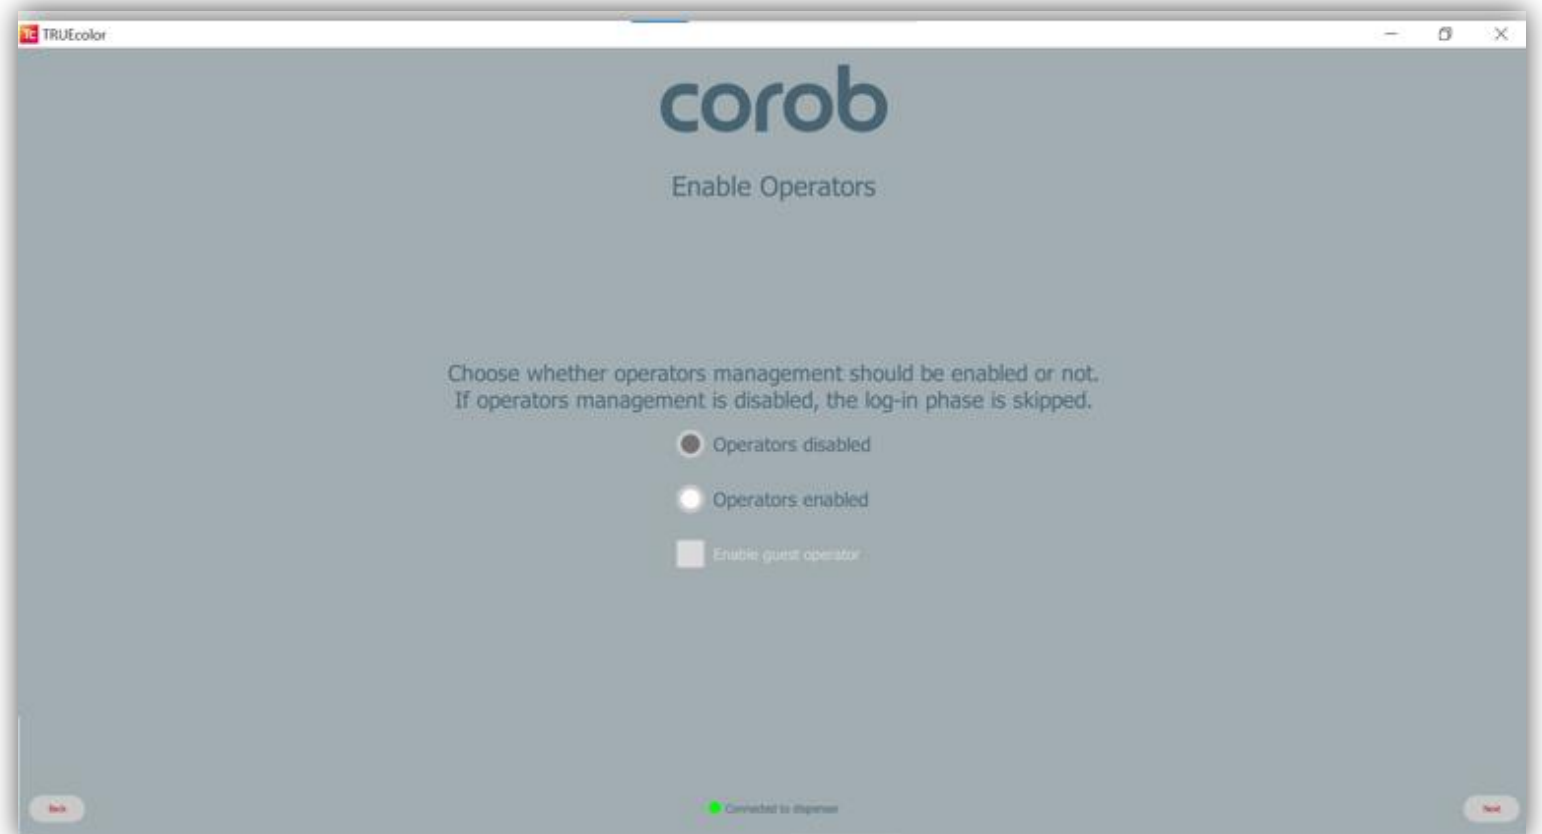 Tc TRUEcolor
corob
Enable Operators
Choose whether operators management should be enabled or not.
If operators management is disabled, the log-in phase is skipped.
Operators disabled
Operators enabled
Enable guest operator
Back
Connected to dispenser
Next